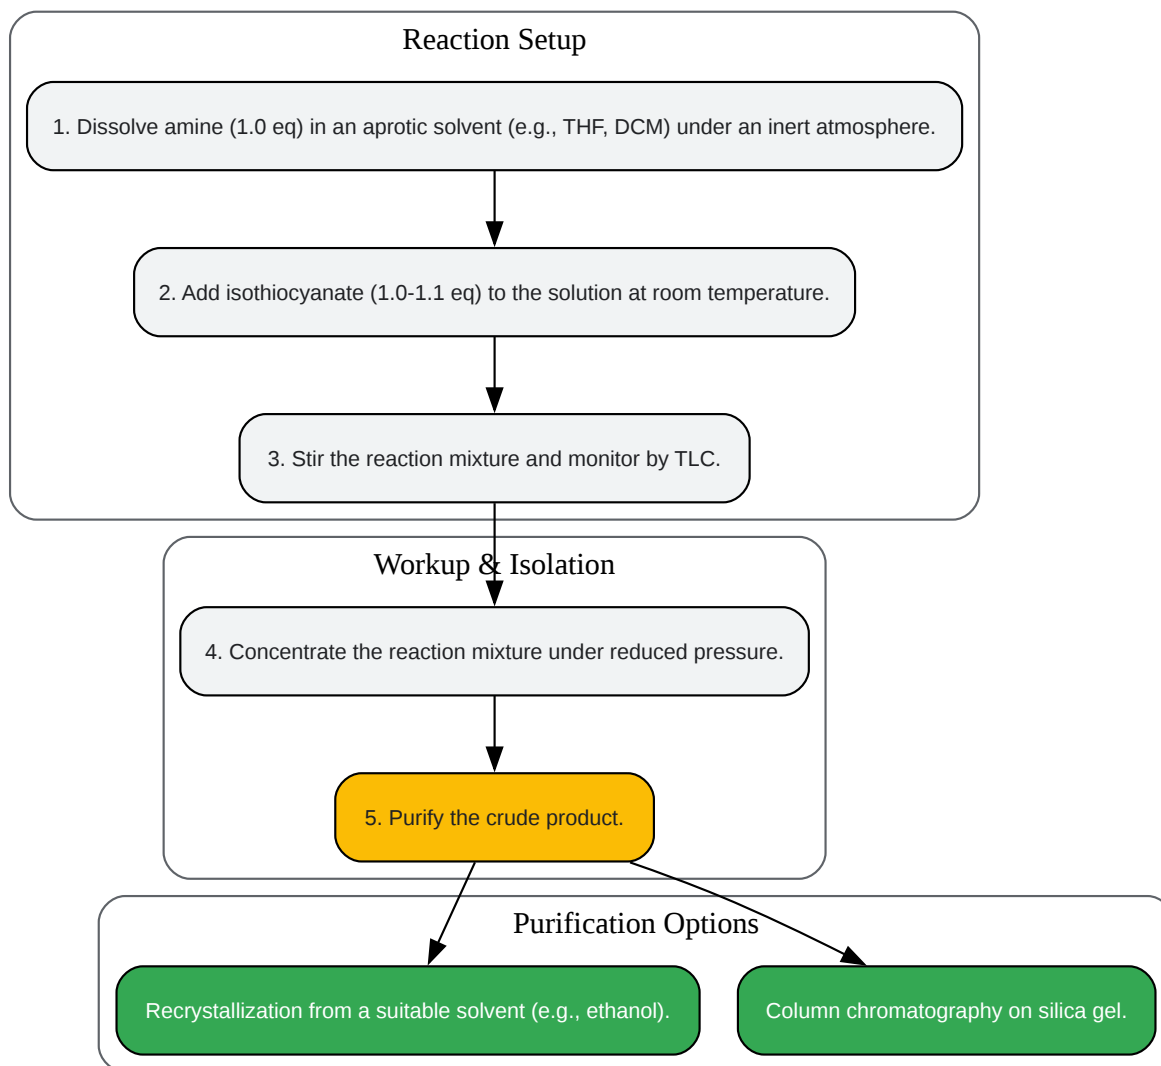 Reaction Setup
1. Dissolve amine (1.0 eq) in an aprotic solvent (e.g., THF, DCM) under an inert atmosphere.
2. Add isothiocyanate (1.0-1.1 eq) to the solution at room temperature.
3. Stir the reaction mixture and monitor by TLC.
Workup & Isolation
4. Concentrate the reaction mixture under reduced pressure.
5. Purify the crude product.
Purification Options
Recrystallization from a suitable solvent (e.g., ethanol).
Column chromatography on silica gel.